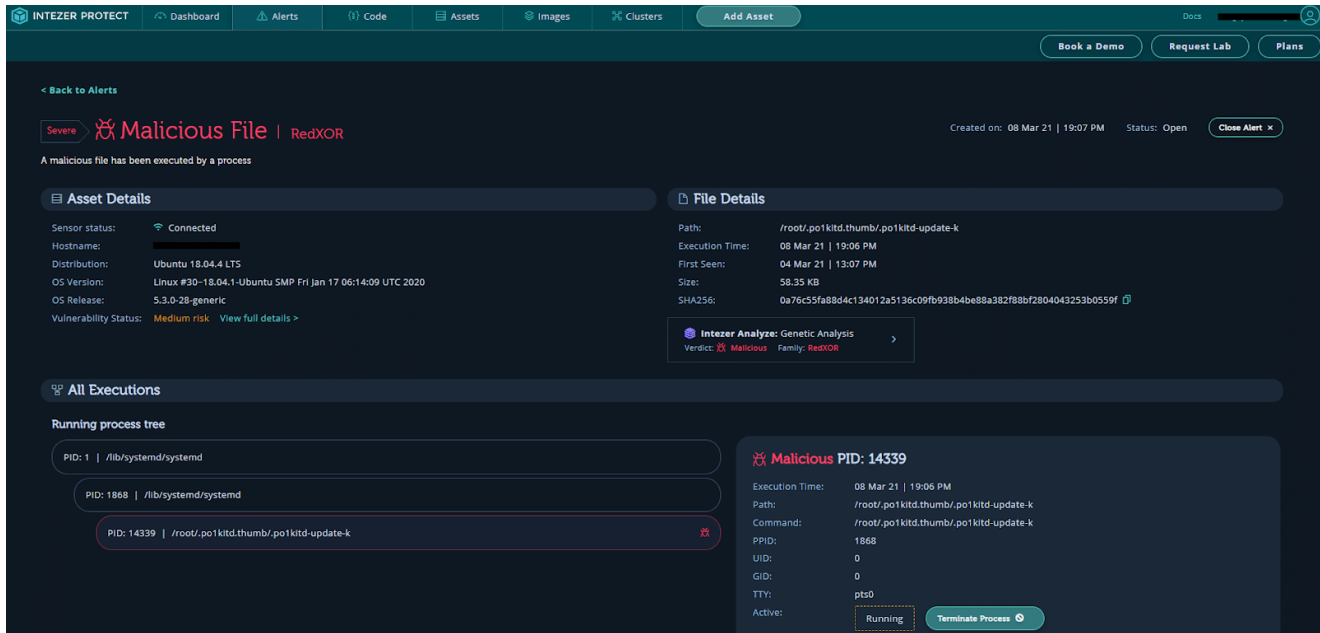 INTEZER PROTECT Dashboard Alerts Code Assets Images Clusters Add Asset Docs
Book a Demo Request Lab Plans
< Back to Alerts
Severe Malicious File | RedXOR
Created on: 08 Mar 21 | 19:07 PM Status: Open Close Alert ×
A malicious file has been executed by a process
Asset Details
Sensor status: Connected
Hostname:
Distribution: Ubuntu 18.04.4 LTS
OS Version: Linux #30~18.04.1-Ubuntu SMP Fri Jan 17 06:14:09 UTC 2020
OS Release: 5.3.0-28-generic
Vulnerability Status: Medium risk View full details >
File Details
Path: /root/.po1kitd.thumb/.po1kitd-update-k
Execution Time: 08 Mar 21 | 19:06 PM
First Seen: 04 Mar 21 | 13:07 PM
Size: 58.35 KB
SHA256: 0a76c55fa88d4c134012a5136c09fb938b4be88a382f88bf2804043253b0559f
Intezer Analyze: Genetic Analysis
Verdict: Malicious Family: RedXOR
All Executions
Running process tree
PID: 1 | /lib/systemd/systemd
PID: 1868 | /lib/systemd/systemd
PID: 14339 | /root/.po1kitd.thumb/.po1kitd-update-k
Malicious PID: 14339
Execution Time: 08 Mar 21 | 19:06 PM
Path: /root/.po1kitd.thumb/.po1kitd-update-k
Command: /root/.po1kitd.thumb/.po1kitd-update-k
PPID: 1868
UID: 0
GID: 0
TTY: pts0
Active: Running Terminate Process